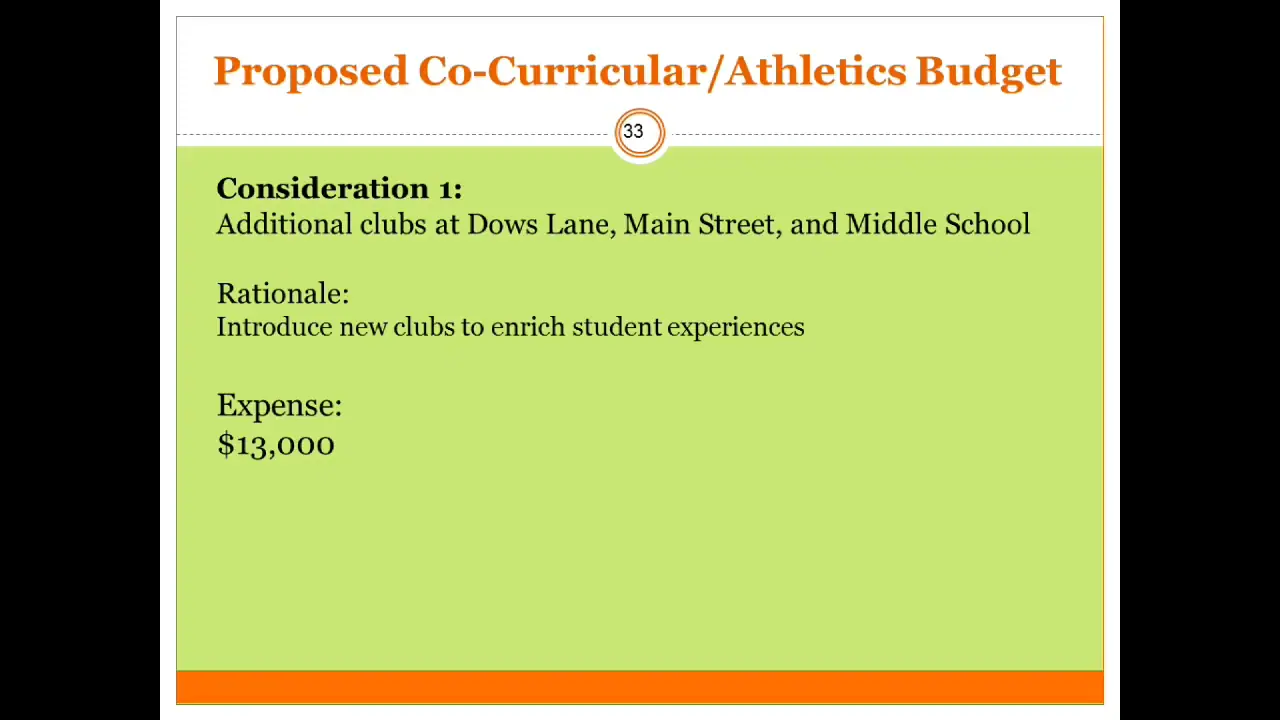 Proposed Co-Curricular/Athletics Budget
33
Consideration 1:
Additional clubs at Dows Lane, Main Street, and Middle School
Rationale:
Introduce new clubs to enrich student experiences
Expense:
$13,000